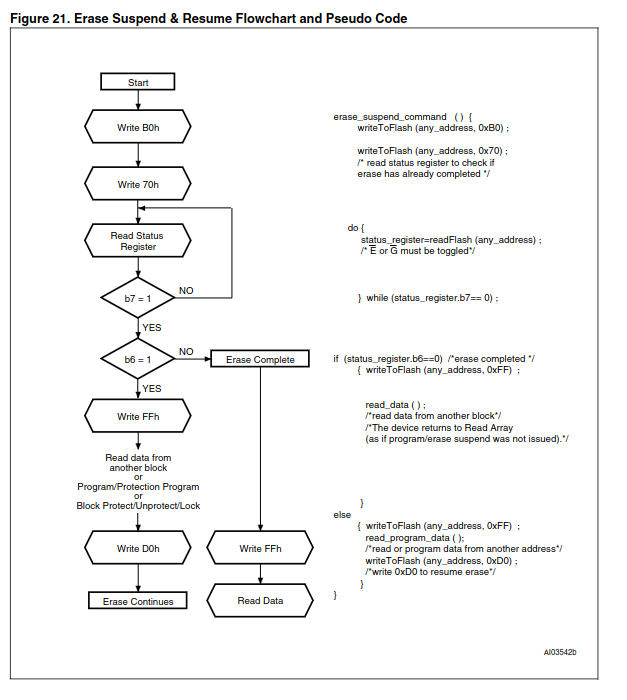 Figure 21. Erase Suspend & Resume Flowchart and Pseudo Code
Start
Write B0h
Write 70h
Read Status
Register
b7 = 1
NO
YES
b6 = 1
NO
Erase Complete
YES
Write FFh
Read data from
another block
or
Program/Protection Program
or
Block Protect/Unprotect/Lock
Write D0h
Write FFh
Erase Continues
Read Data
erase_suspend_command ( ) {
writeToFlash (any_address, 0xB0) ;
writeToFlash (any_address, 0x70) ;
/* read status register to check if
erase has already completed */
do {
status_register=readFlash (any_address) ;
/* E̅ or G̅ must be toggled*/
} while (status_register.b7== 0) ;
if (status_register.b6==0) /*erase completed */
{ writeToFlash (any_address, 0xFF) ;
read_data ( ) ;
/*read data from another block*/
/*The device returns to Read Array
(as if program/erase suspend was not issued).*/
}
else
{ writeToFlash (any_address, 0xFF) ;
read_program_data ( );
/*read or program data from another address*/
writeToFlash (any_address, 0xD0) ;
/*write 0xD0 to resume erase*/
}
}
AI03542b